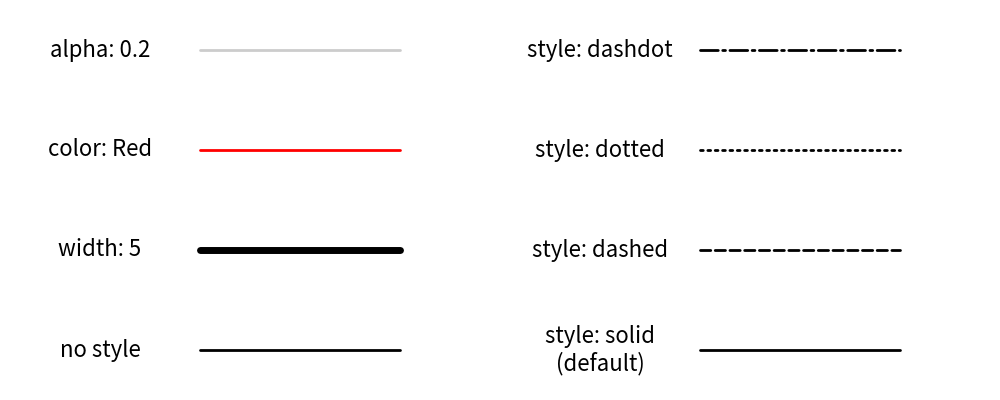 alpha: 0.2
style: dashdot
color: Red
style: dotted
width: 5
style: dashed
no style
style: solid
(default)